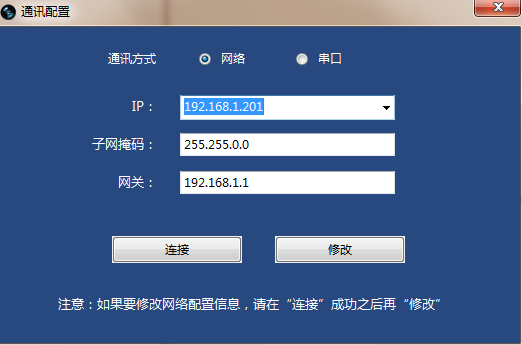 通讯配置
通讯方式 网络 串口
IP： 192.168.1.201
子网掩码： 255.255.0.0
网关： 192.168.1.1
连接 修改
注意：如果要修改网络配置信息，请在“连接”成功之后再“修改”